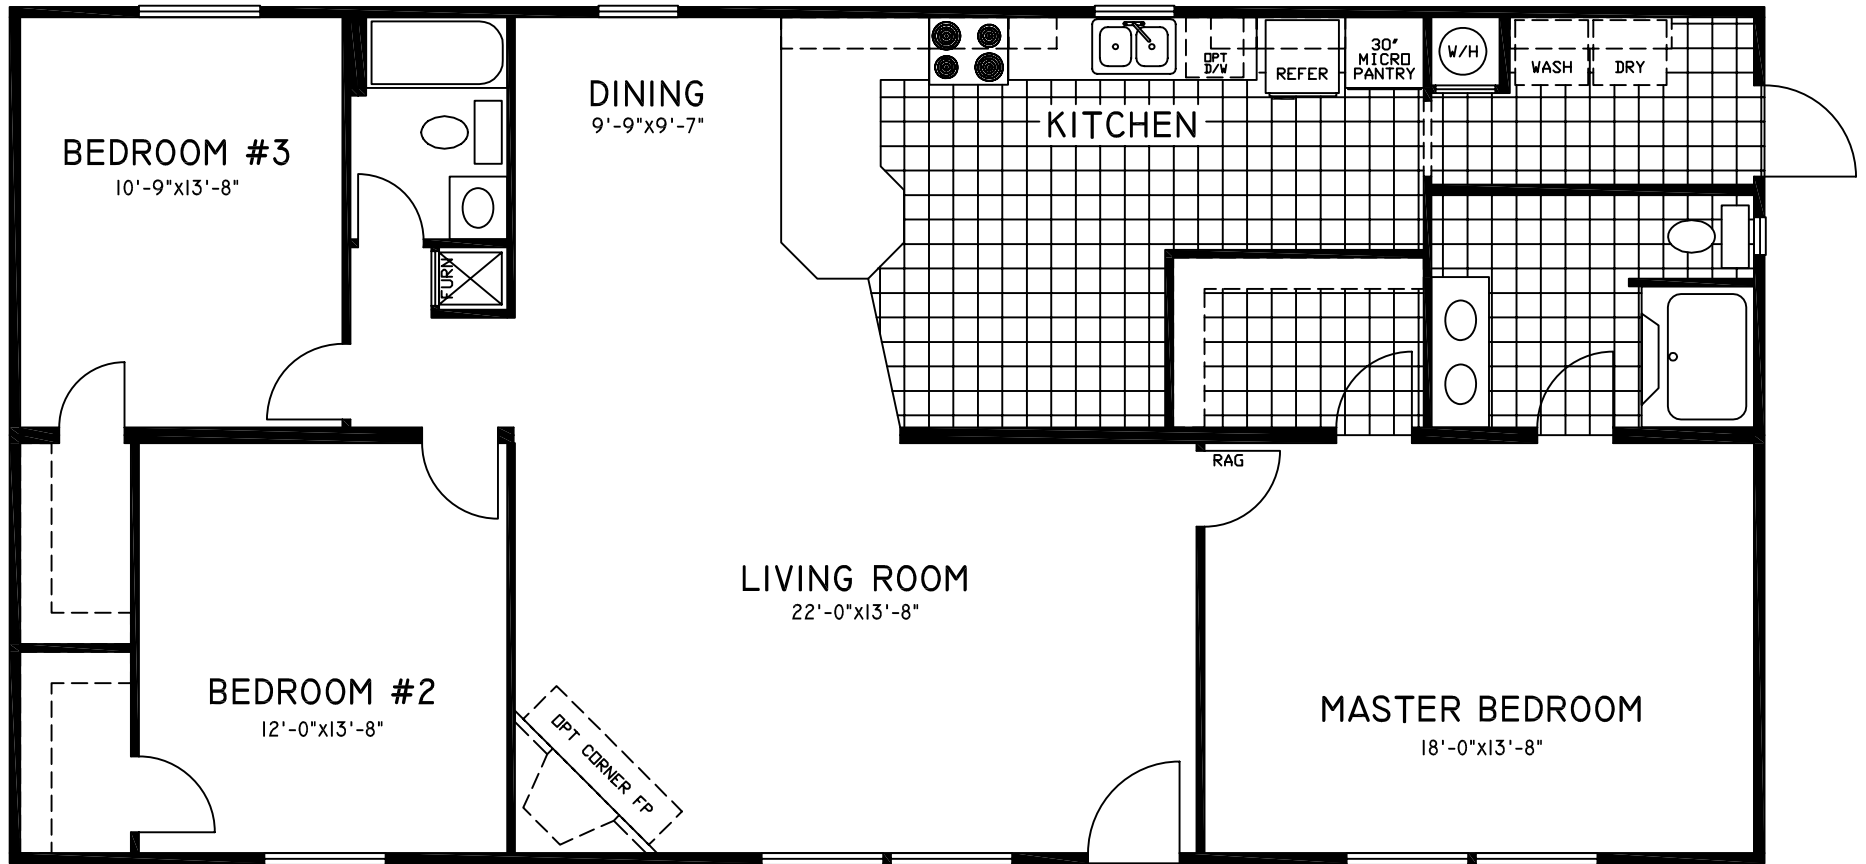 BEDROOM #3
10'-9"x13'-8"
FURN
DINING
9'-9"x9'-7"
KITCHEN
OPT
D/W
REFER
30"
MICRO
PANTRY
W/H
WASH
DRY
RAG
BEDROOM #2
12'-0"x13'-8"
LIVING ROOM
22'-0"x13'-8"
OPT CORNER FP
MASTER BEDROOM
18'-0"x13'-8"